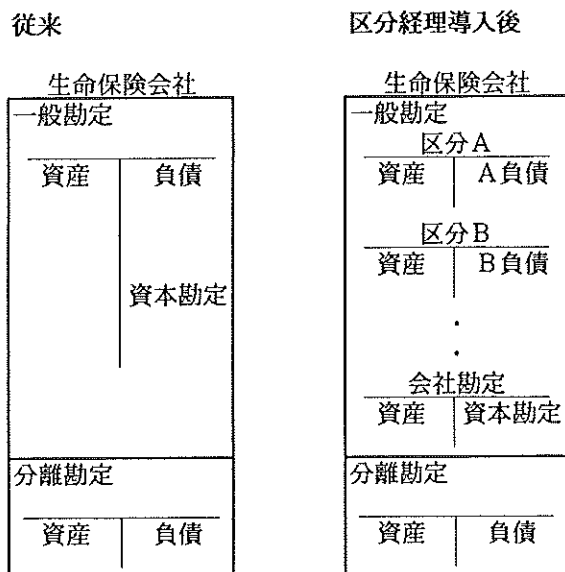 従来
生命保険会社
一般勘定
資産 負債
資本勘定
分離勘定
資産 負債
区分経理導入後
生命保険会社
一般勘定
区分A
資産 A負債
区分B
資産 B負債
・
・
会社勘定
資産 資本勘定
分離勘定
資産 負債